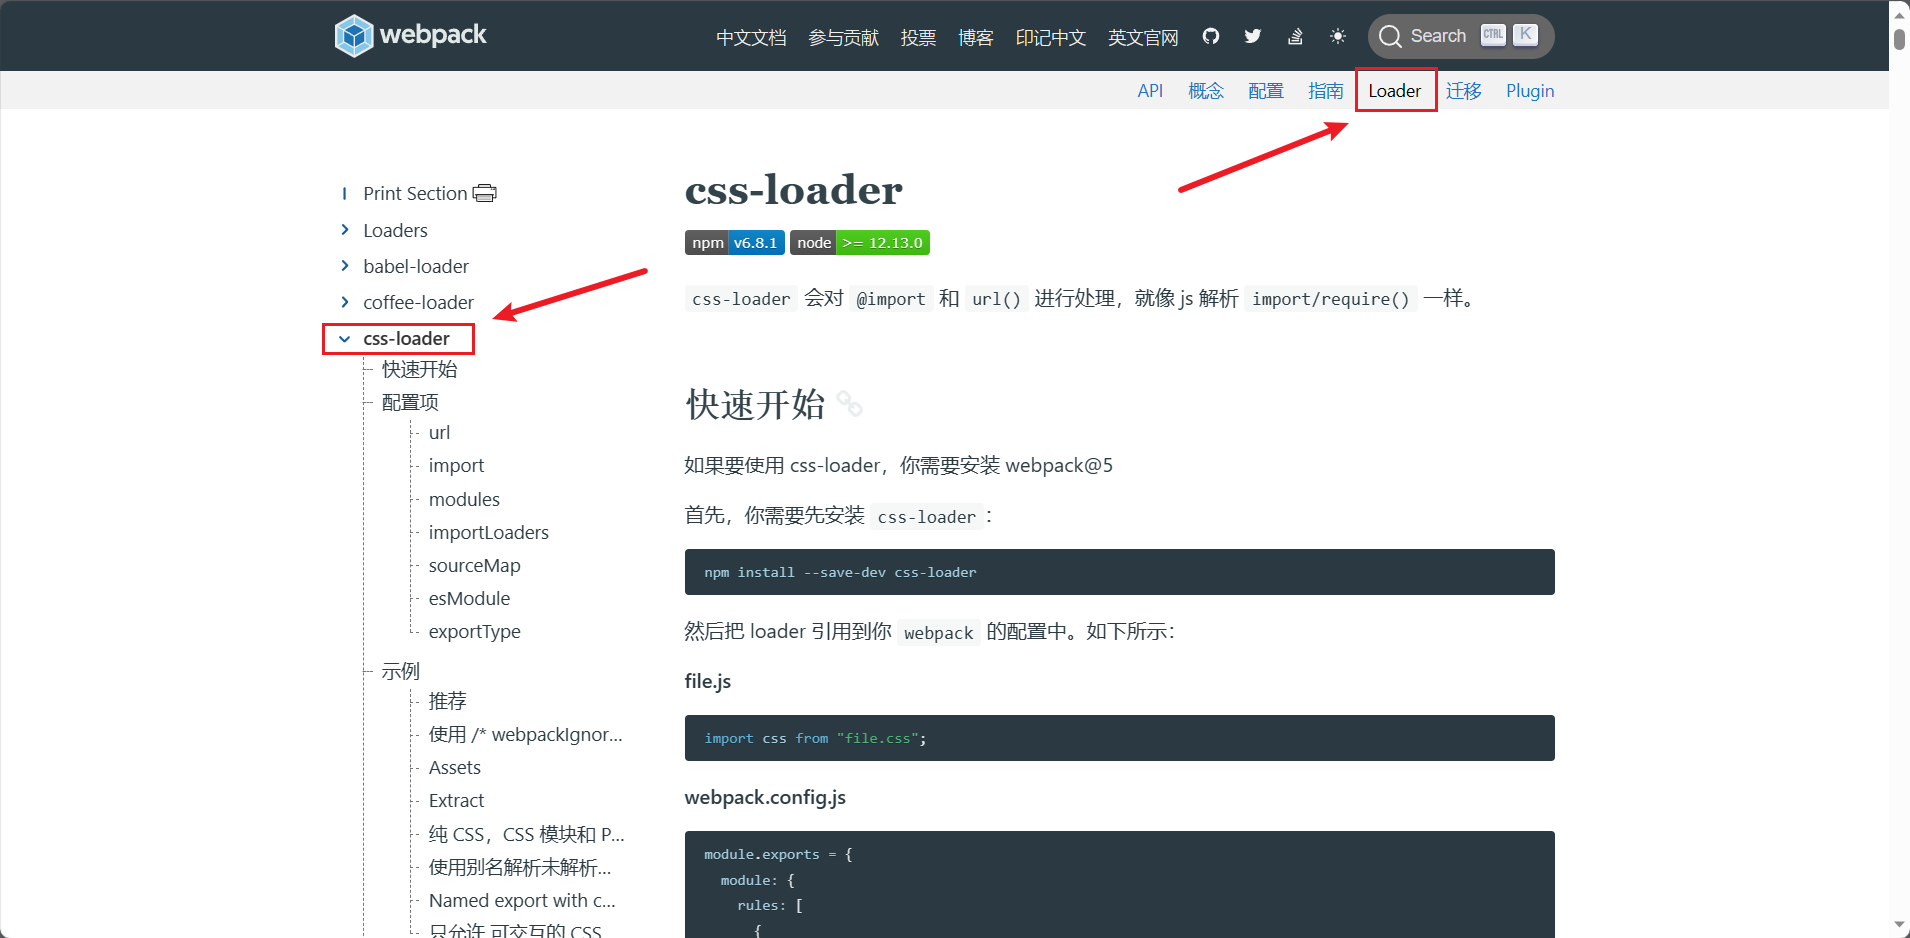 webpack
中文文档 参与贡献 投票 博客 印记中文 英文官网 Search CTRL K
API 概念 配置 指南 Loader 迁移 Plugin
Print Section
Loaders
babel-loader
coffee-loader
css-loader
快速开始
配置项
url
import
modules
importLoaders
sourceMap
esModule
exportType
示例
推荐
使用 /* webpackIgnor...
Assets
Extract
纯 CSS，CSS 模块和 P...
使用别名解析未解析...
Named export with c...
只允许 可交互的 CSS
css-loader
npm v6.8.1 node >= 12.13.0
css-loader 会对 @import 和 url() 进行处理，就像 js 解析 import/require() 一样。
快速开始
如果要使用 css-loader，你需要安装 webpack@5
首先，你需要先安装 css-loader：
npm install --save-dev css-loader
然后把 loader 引用到你 webpack 的配置中。如下所示：
file.js
import css from "file.css";
webpack.config.js
module.exports = {
module: {
rules: [
{